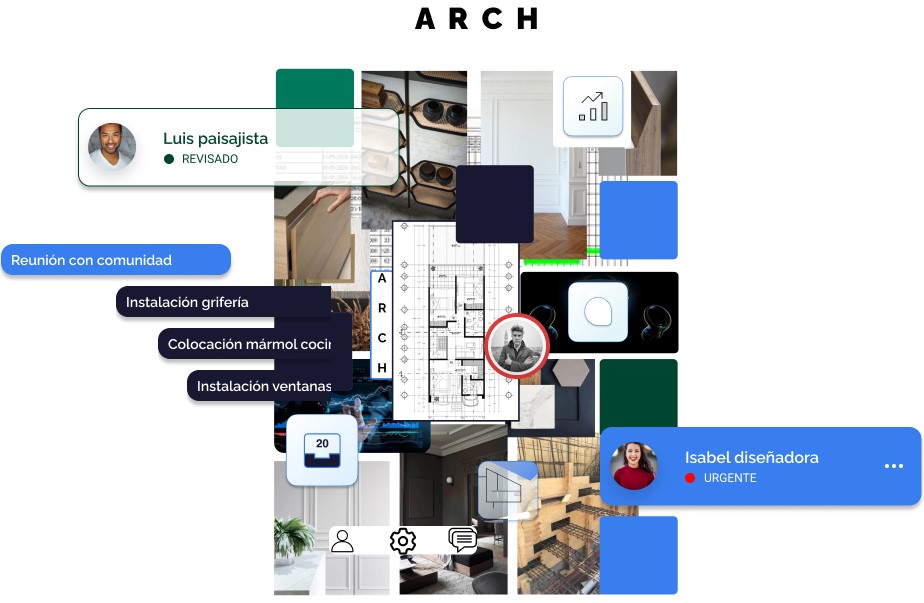 ARCH
Luis paisajista
REVISADO
Reunión con comunidad
Instalación grifería
Colocación mármol cocin
Instalación ventanas
A
R
C
H
20
Isabel diseñadora
URGENTE